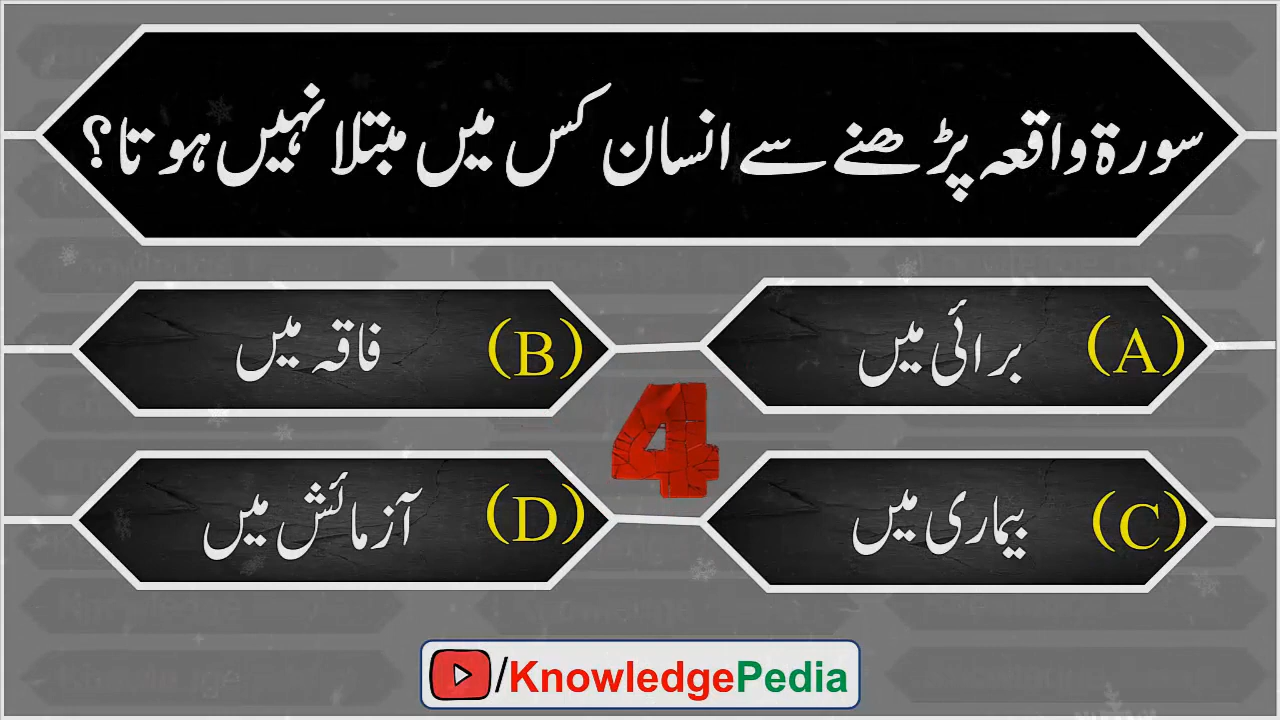 سورۃ واقعہ پڑھنے سے انسان کس میں مبتلا نہیں ہوتا؟
(A) برائی میں
(B) فاقہ میں
4
(C) بیماری میں
(D) آزمائش میں
/KnowledgePedia